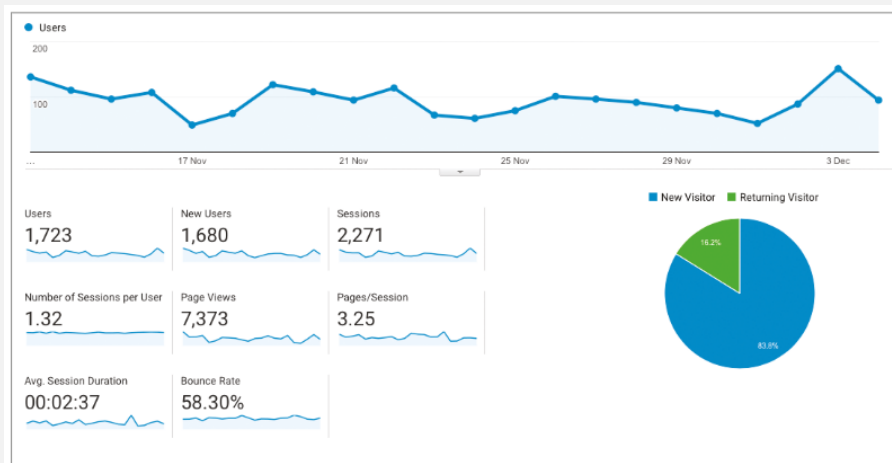 Users
200
100
...
17 Nov
21 Nov
25 Nov
29 Nov
3 Dec
New Visitor
Returning Visitor
Users
1,723
New Users
1,680
Sessions
2,271
Number of Sessions per User
1.32
Page Views
7,373
Pages/Session
3.25
Avg. Session Duration
00:02:37
Bounce Rate
58.30%
16.2%
83.8%